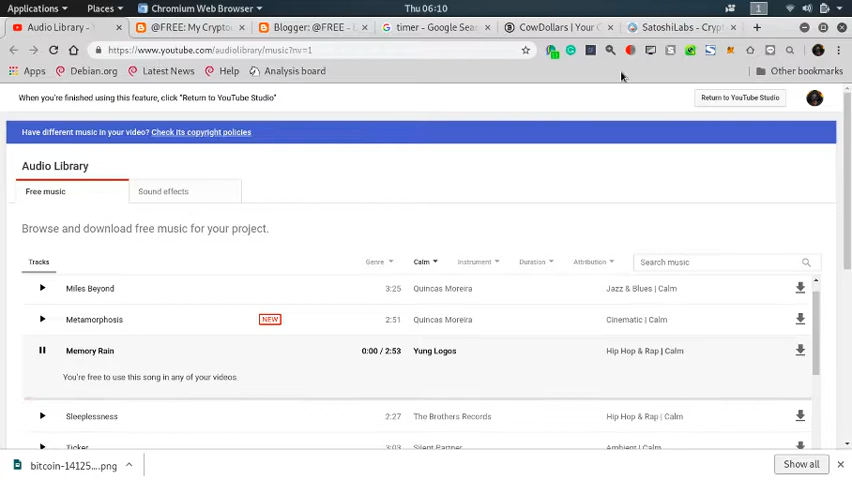 Applications Places Chromium Web Browser Thu 06:10 1
Audio Library - Y @FREE: My Cryptoc Blogger: @FREE - E timer - Google Sear CowDollars | Your C SatoshiLabs - Crypt
https://www.youtube.com/audiolibrary/music?nv=1
Apps Debian.org Latest News Help Analysis board Other bookmarks
When you're finished using this feature, click "Return to YouTube Studio" Return to YouTube Studio
Have different music in your video? Check its copyright policies
Audio Library
Free music Sound effects
Browse and download free music for your project.
Tracks Genre Calm Instrument Duration Attribution Search music
Miles Beyond 3:25 Quincas Moreira Jazz & Blues | Calm
Metamorphosis NEW 2:51 Quincas Moreira Cinematic | Calm
Memory Rain 0:00 / 2:53 Yung Logos Hip Hop & Rap | Calm
You're free to use this song in any of your videos.
Sleeplessness 2:27 The Brothers Records Hip Hop & Rap | Calm
Ticker 3:03 Silent Partner Ambient | Calm
bitcoin-14125....png Show all